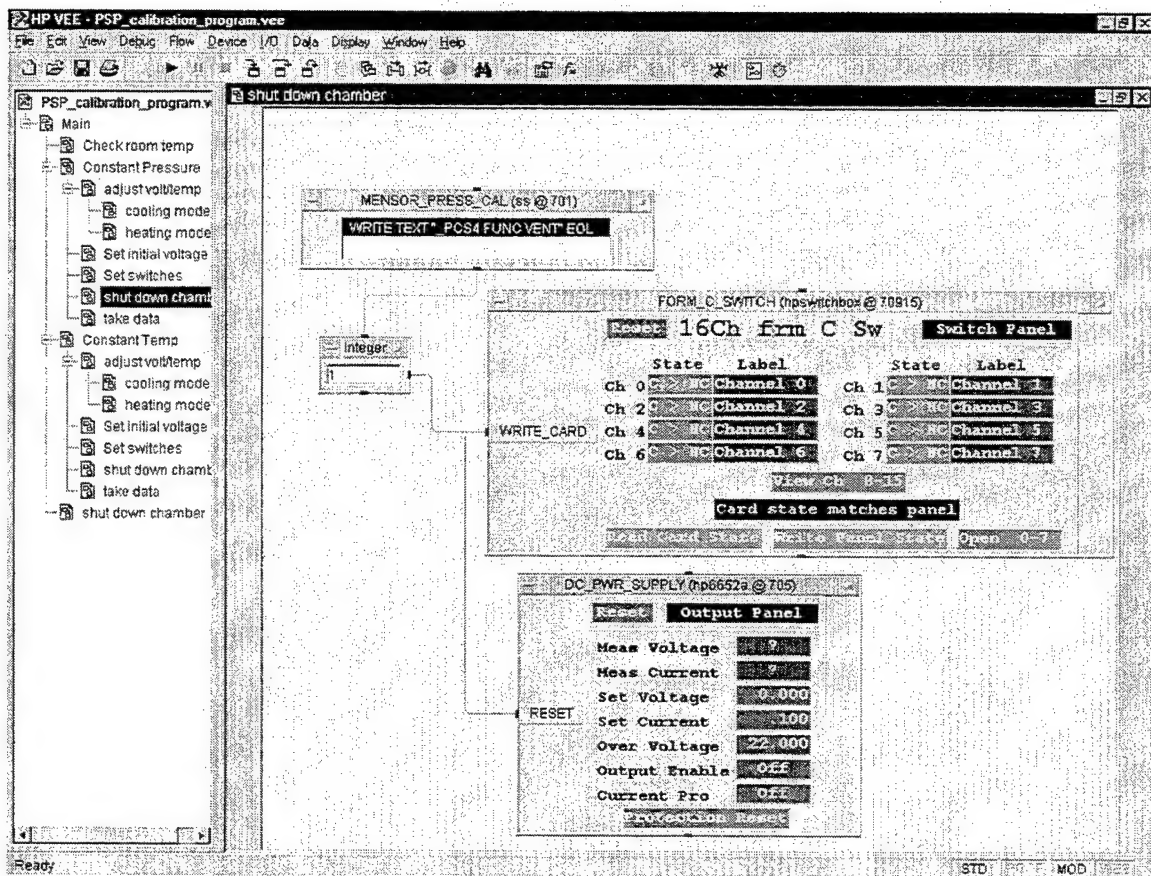 HP VEE - PSP_calibration_program.vee
File Edit View Debug Flow Device I/O Data Display Window Help
PSP_calibration_program.v
Main
Check room temp
Constant Pressure
adjust volt/temp
cooling mode
heating mode
Set initial voltage
Set switches
shut down chamb
take data
Constant Temp
adjust volt/temp
cooling mode
heating mode
Set initial voltage
Set switches
shut down chamb
take data
shut down chamber
shut down chamber
MENSOR_PRESS_CAL (ss @ 701)
WRITE TEXT "_PCS4 FUNC VENT" EOL
Integer
1
FORM_C_SWITCH (hpswitchbox @ 70915)
Reset 16Ch frm C Sw Switch Panel
State Label State Label
Ch 0 C > NC Channel 0 Ch 1 C > NC Channel 1
Ch 2 C > NC Channel 2 Ch 3 C > NC Channel 3
WRITE_CARD Ch 4 C > NC Channel 4 Ch 5 C > NC Channel 5
Ch 6 C > NC Channel 6 Ch 7 C > NC Channel 7
View Ch 8-15
Card state matches panel
Read Card State Write Panel State Open 0-7
DC_PWR_SUPPLY (hp6652a @ 705)
Reset Output Panel
Meas Voltage ?
Meas Current ?
Set Voltage 0.000
RESET Set Current .100
Over Voltage 22.000
Output Enable Off
Current Pro Off
Protection Reset
Ready STD MOD